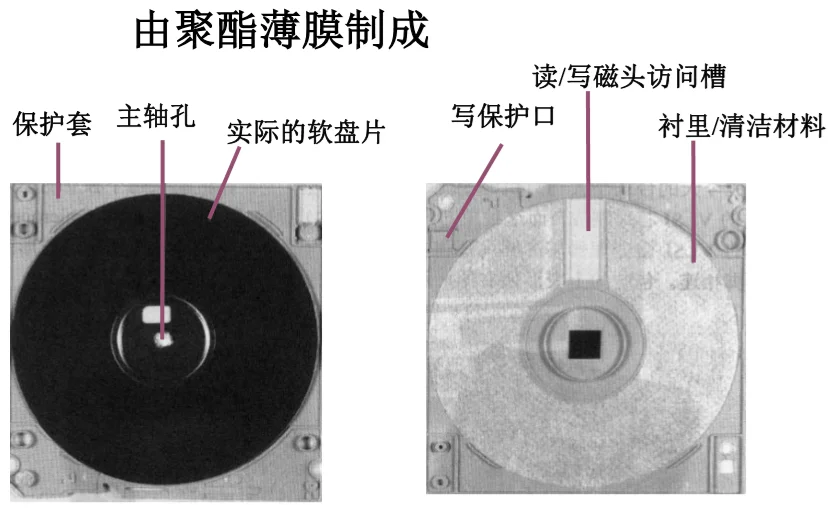 由聚酯薄膜制成
读/写磁头访问槽
保护套
主轴孔
实际的软盘片
写保护口
衬里/清洁材料